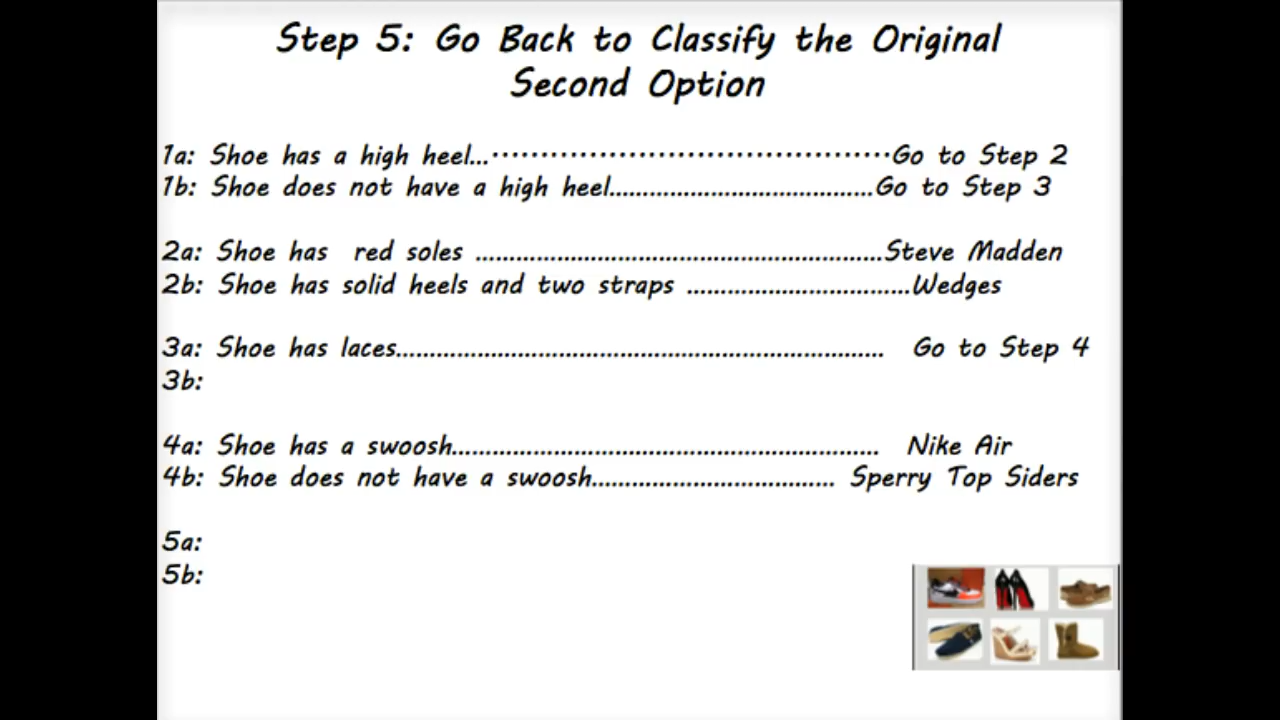 Step 5: Go Back to Classify the Original
Second Option
1a: Shoe has a high heel...........................................Go to Step 2
1b: Shoe does not have a high heel....................................Go to Step 3
2a: Shoe has  red soles .....................................................Steve Madden
2b: Shoe has solid heels and two straps ..............................Wedges
3a: Shoe has laces............................................................... Go to Step 4
3b:
4a: Shoe has a swoosh....................................................... Nike Air
4b: Shoe does not have a swoosh................................ Sperry Top Siders
5a:
5b: